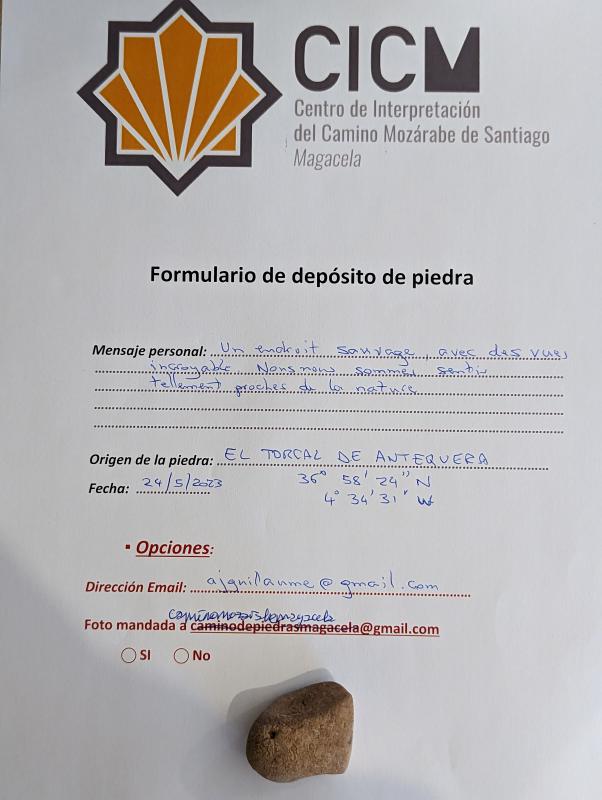 CICM
Centro de Interpretación
del Camino Mozárabe de Santiago
Magacela
Formulario de depósito de piedra
Mensaje personal: Un endroit sauvage, avec des vues
incroyable Nous nous sommes sentis
tellement proches de la nature
Origen de la piedra: EL TORCAL DE ANTEQUERA
Fecha: 24/5/2023 36° 58' 24" N
4° 34' 31" W
▪ Opciones:
Dirección Email: ajguillaume@gmail.com
Foto mandada a caminodepiedrasmagacela@gmail.com
SI No